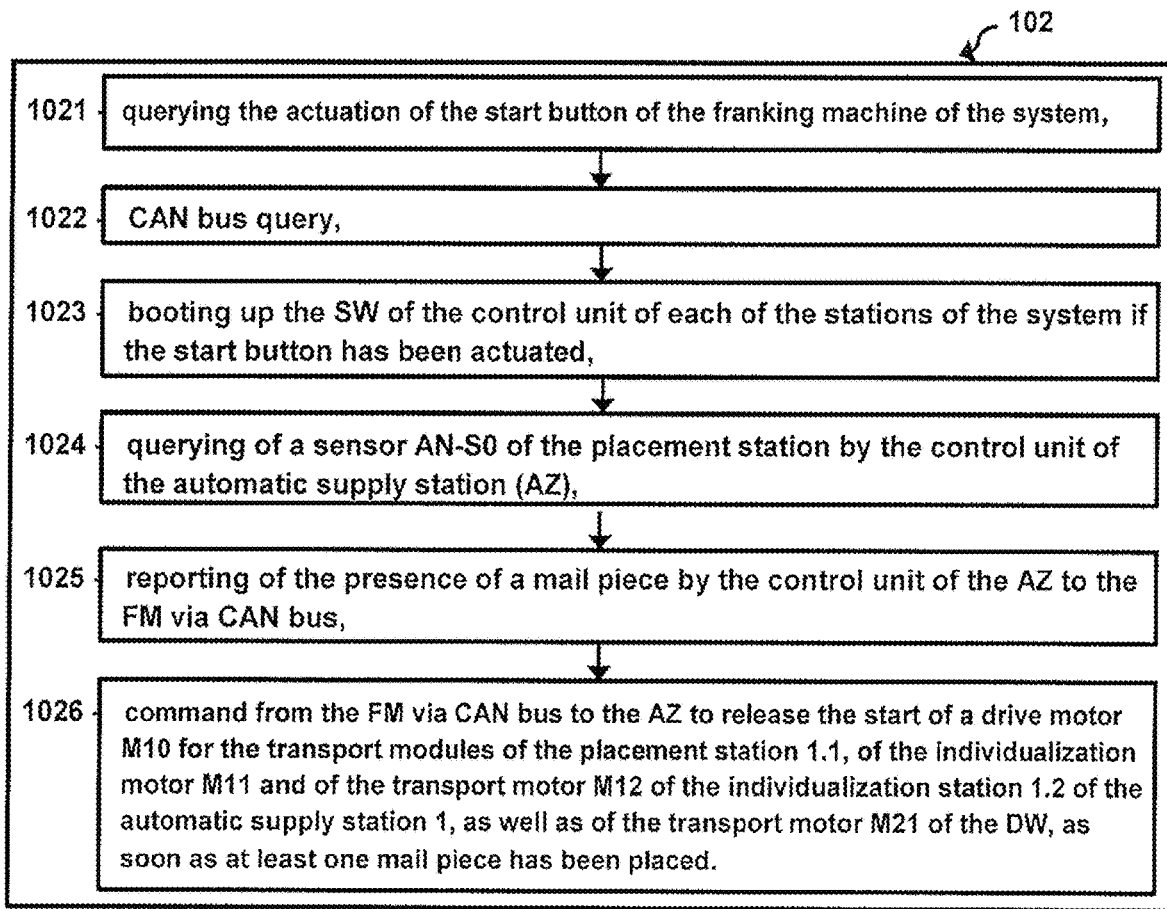 102
1021 querying the actuation of the start button of the franking machine of the system,
1022 CAN bus query,
1023 booting up the SW of the control unit of each of the stations of the system if
the start button has been actuated,
1024 querying of a sensor AN-S0 of the placement station by the control unit of
the automatic supply station (AZ),
1025 reporting of the presence of a mail piece by the control unit of the AZ to the
FM via CAN bus,
1026 command from the FM via CAN bus to the AZ to release the start of a drive motor
M10 for the transport modules of the placement station 1.1, of the individualization
motor M11 and of the transport motor M12 of the individualization station 1.2 of the
automatic supply station 1, as well as of the transport motor M21 of the DW, as
soon as at least one mail piece has been placed.